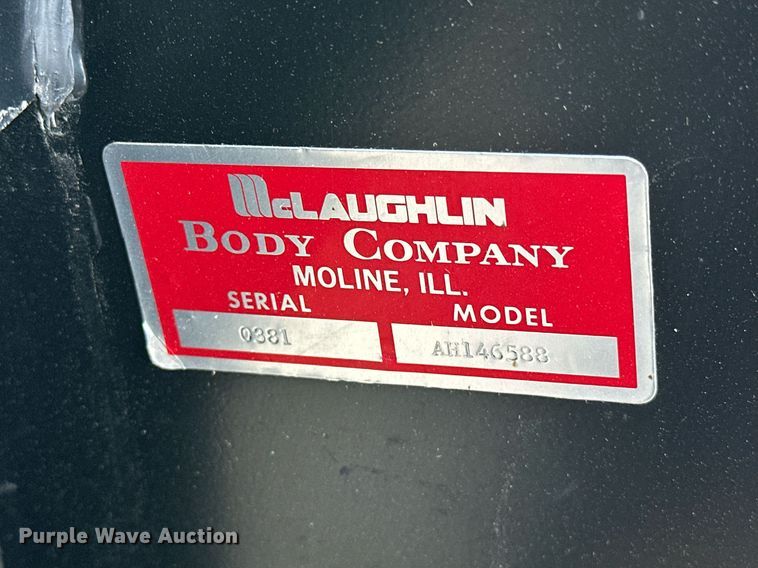 McLAUGHLIN
BODY COMPANY
MOLINE, ILL.
SERIAL MODEL
0381 AH146588
Purple Wave Auction